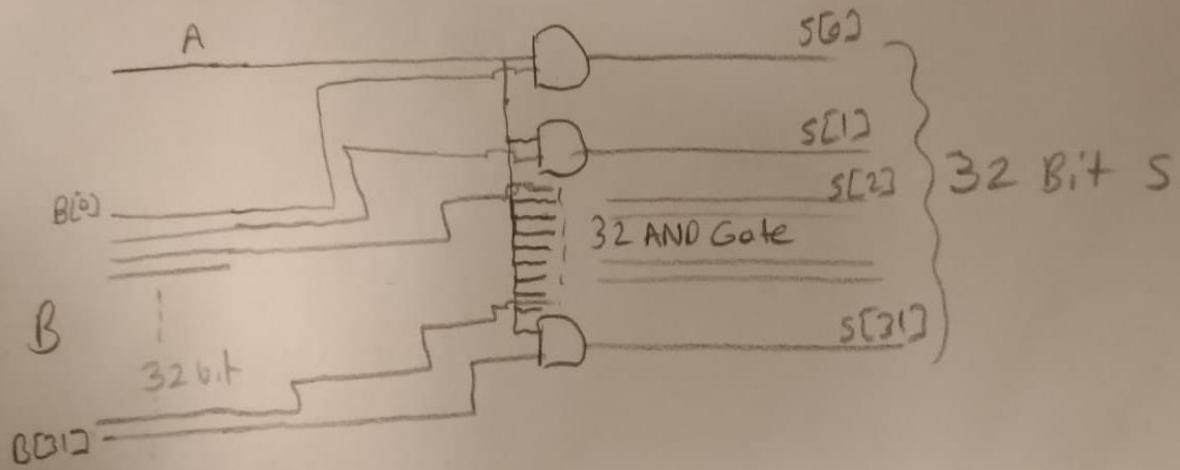 A
S[0]
S[1]
S[2]
32 Bit S
B[0]
32 AND Gate
B
32 bit
S[31]
B[31]